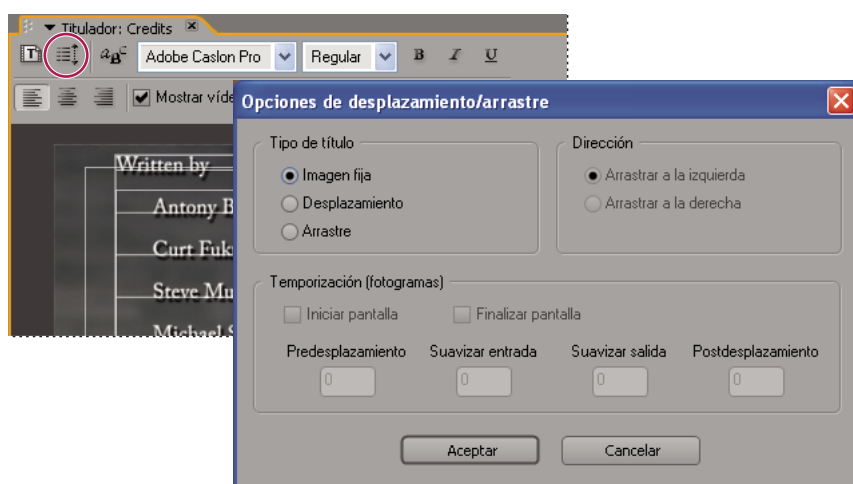 Titulador: Credits
T aBC Adobe Caslon Pro Regular B I U
Mostrar víde
Written by
Antony B
Curt Fuk
Steve Mu
Michael S
Opciones de desplazamiento/arrastre
Tipo de título
Imagen fija
Desplazamiento
Arrastre
Dirección
Arrastrar a la izquierda
Arrastrar a la derecha
Temporización (fotogramas)
Iniciar pantalla Finalizar pantalla
Predesplazamiento Suavizar entrada Suavizar salida Postdesplazamiento
0 0 0 0
Aceptar Cancelar